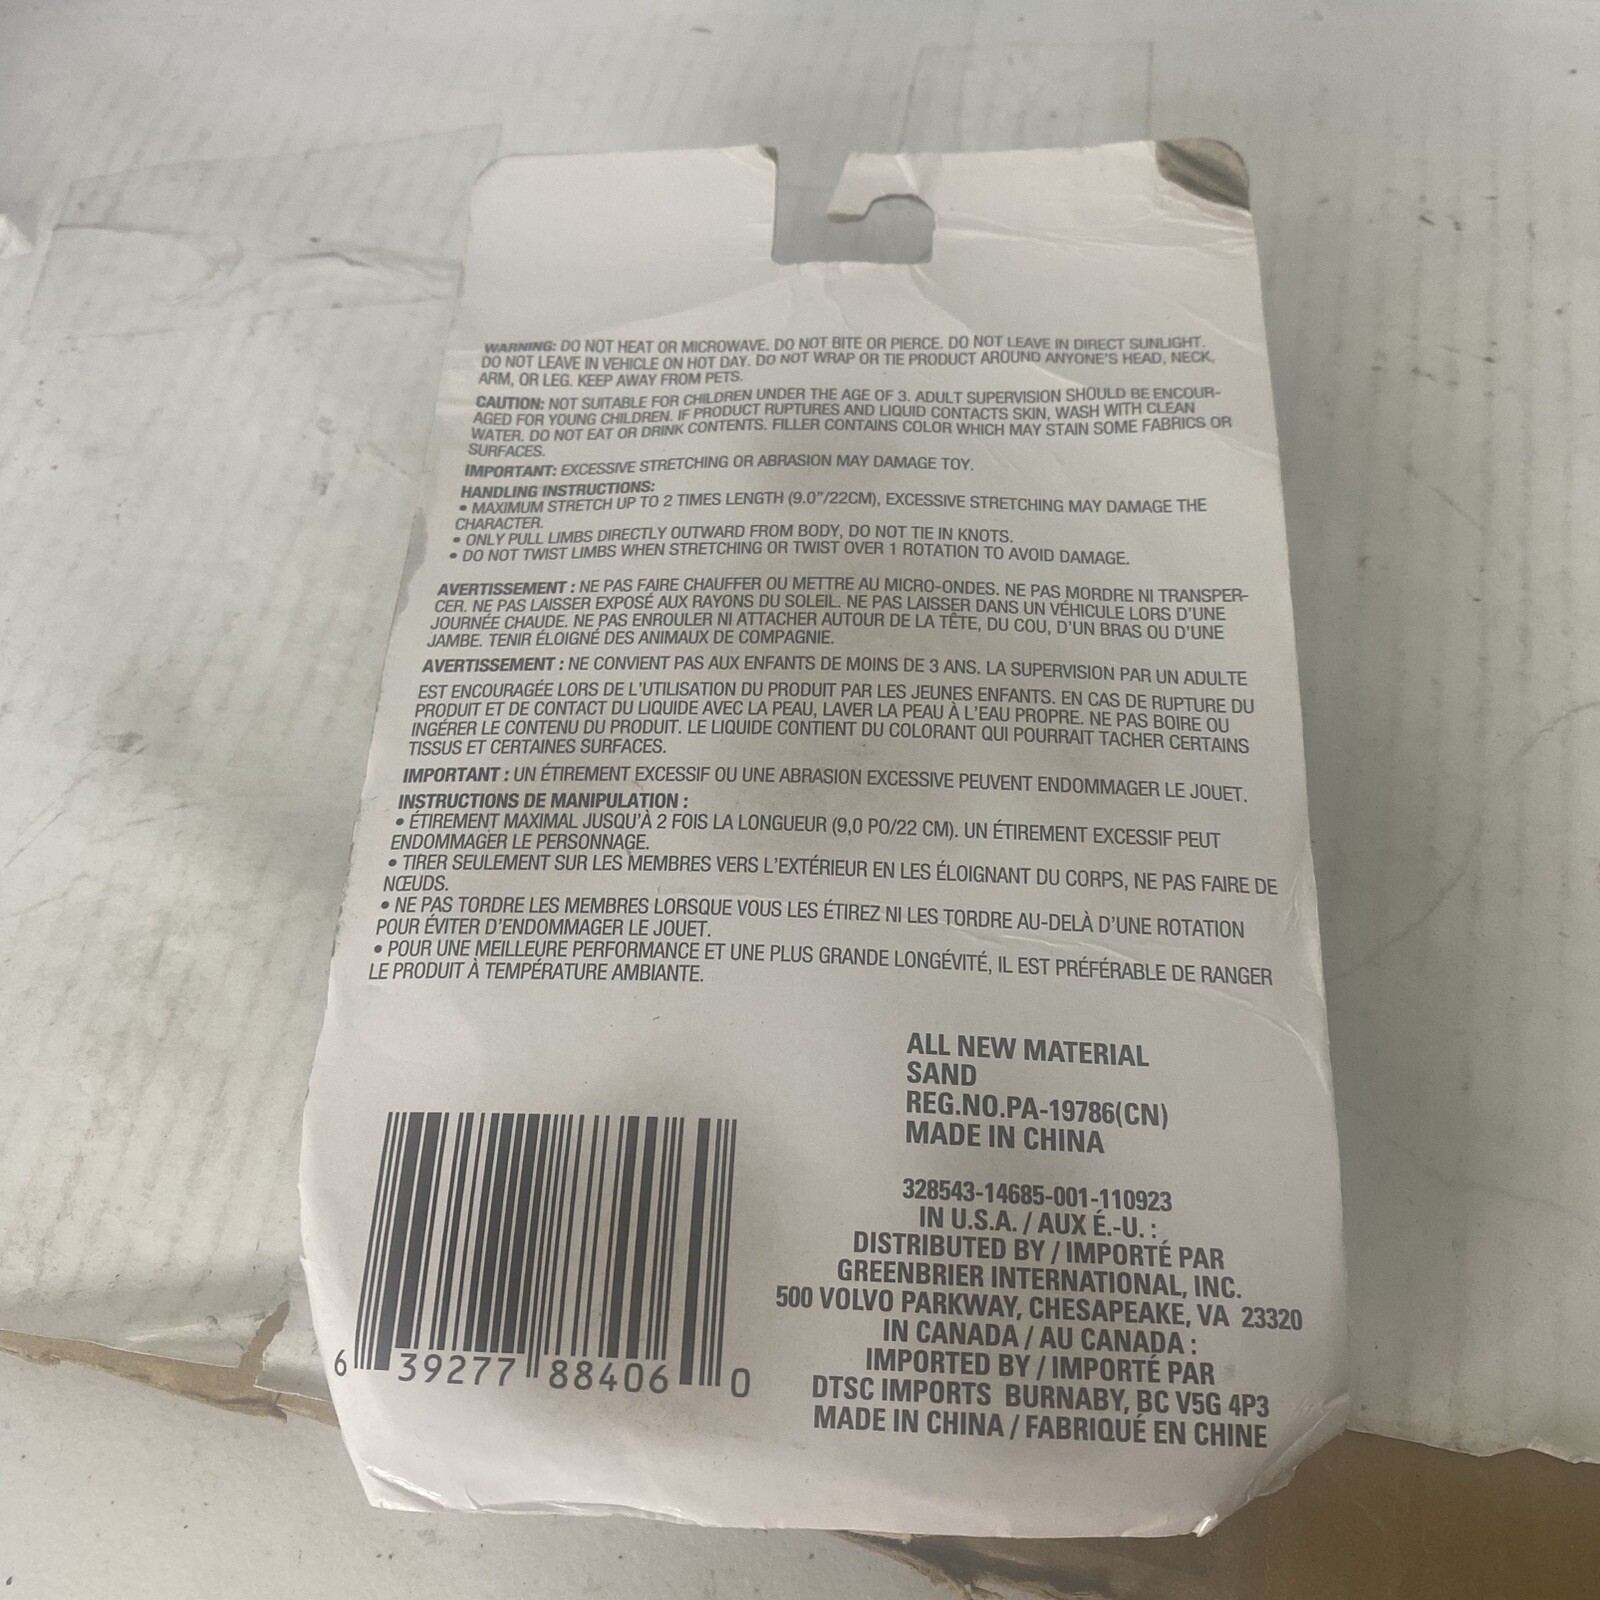 WARNING: DO NOT HEAT OR MICROWAVE. DO NOT BITE OR PIERCE. DO NOT LEAVE IN DIRECT SUNLIGHT.
DO NOT LEAVE IN VEHICLE ON HOT DAY. DO NOT WRAP OR TIE PRODUCT AROUND ANYONE'S HEAD, NECK,
ARM, OR LEG. KEEP AWAY FROM PETS.
CAUTION: NOT SUITABLE FOR CHILDREN UNDER THE AGE OF 3. ADULT SUPERVISION SHOULD BE ENCOUR-
AGED FOR YOUNG CHILDREN. IF PRODUCT RUPTURES AND LIQUID CONTACTS SKIN, WASH WITH CLEAN
WATER. DO NOT EAT OR DRINK CONTENTS. FILLER CONTAINS COLOR WHICH MAY STAIN SOME FABRICS OR
SURFACES.
IMPORTANT: EXCESSIVE STRETCHING OR ABRASION MAY DAMAGE TOY.
HANDLING INSTRUCTIONS:
• MAXIMUM STRETCH UP TO 2 TIMES LENGTH (9.0"/22CM), EXCESSIVE STRETCHING MAY DAMAGE THE
CHARACTER.
• ONLY PULL LIMBS DIRECTLY OUTWARD FROM BODY, DO NOT TIE IN KNOTS.
• DO NOT TWIST LIMBS WHEN STRETCHING OR TWIST OVER 1 ROTATION TO AVOID DAMAGE.
AVERTISSEMENT : NE PAS FAIRE CHAUFFER OU METTRE AU MICRO-ONDES. NE PAS MORDRE NI TRANSPER-
CER. NE PAS LAISSER EXPOSÉ AUX RAYONS DU SOLEIL. NE PAS LAISSER DANS UN VÉHICULE LORS D'UNE
JOURNÉE CHAUDE. NE PAS ENROULER NI ATTACHER AUTOUR DE LA TÊTE, DU COU, D'UN BRAS OU D'UNE
JAMBE. TENIR ÉLOIGNÉ DES ANIMAUX DE COMPAGNIE.
AVERTISSEMENT : NE CONVIENT PAS AUX ENFANTS DE MOINS DE 3 ANS. LA SUPERVISION PAR UN ADULTE
EST ENCOURAGÉE LORS DE L'UTILISATION DU PRODUIT PAR LES JEUNES ENFANTS. EN CAS DE RUPTURE DU
PRODUIT ET DE CONTACT DU LIQUIDE AVEC LA PEAU, LAVER LA PEAU À L'EAU PROPRE. NE PAS BOIRE OU
INGÉRER LE CONTENU DU PRODUIT. LE LIQUIDE CONTIENT DU COLORANT QUI POURRAIT TACHER CERTAINS
TISSUS ET CERTAINES SURFACES.
IMPORTANT : UN ÉTIREMENT EXCESSIF OU UNE ABRASION EXCESSIVE PEUVENT ENDOMMAGER LE JOUET.
INSTRUCTIONS DE MANIPULATION :
• ÉTIREMENT MAXIMAL JUSQU'À 2 FOIS LA LONGUEUR (9,0 PO/22 CM). UN ÉTIREMENT EXCESSIF PEUT
ENDOMMAGER LE PERSONNAGE.
• TIRER SEULEMENT SUR LES MEMBRES VERS L'EXTÉRIEUR EN LES ÉLOIGNANT DU CORPS, NE PAS FAIRE DE
NŒUDS.
• NE PAS TORDRE LES MEMBRES LORSQUE VOUS LES ÉTIREZ NI LES TORDRE AU-DELÀ D'UNE ROTATION
POUR ÉVITER D'ENDOMMAGER LE JOUET.
• POUR UNE MEILLEURE PERFORMANCE ET UNE PLUS GRANDE LONGÉVITÉ, IL EST PRÉFÉRABLE DE RANGER
LE PRODUIT À TEMPÉRATURE AMBIANTE.
ALL NEW MATERIAL
SAND
REG.NO.PA-19786(CN)
MADE IN CHINA
328543-14685-001-110923
IN U.S.A. / AUX É.-U. :
DISTRIBUTED BY / IMPORTÉ PAR
GREENBRIER INTERNATIONAL, INC.
500 VOLVO PARKWAY, CHESAPEAKE, VA 23320
IN CANADA / AU CANADA :
IMPORTED BY / IMPORTÉ PAR
DTSC IMPORTS BURNABY, BC V5G 4P3
MADE IN CHINA / FABRIQUÉ EN CHINE
6 39277 88406 0